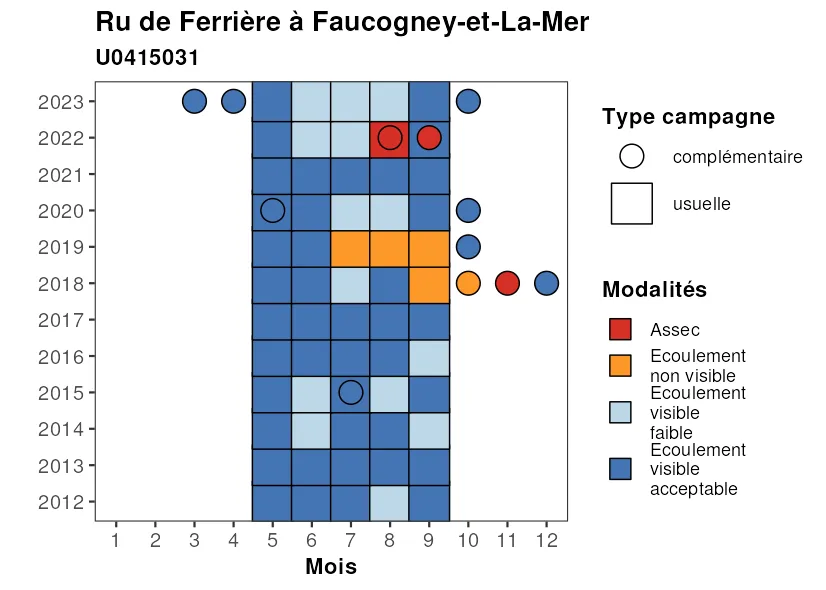 Ru de Ferrière à Faucogney-et-La-Mer
U0415031
2023
2022
2021
2020
2019
2018
2017
2016
2015
2014
2013
2012
1 2 3 4 5 6 7 8 9 10 11 12
Mois
Type campagne
complémentaire
usuelle
Modalités
Assec
Ecoulement
non visible
Ecoulement
visible
faible
Ecoulement
visible
acceptable